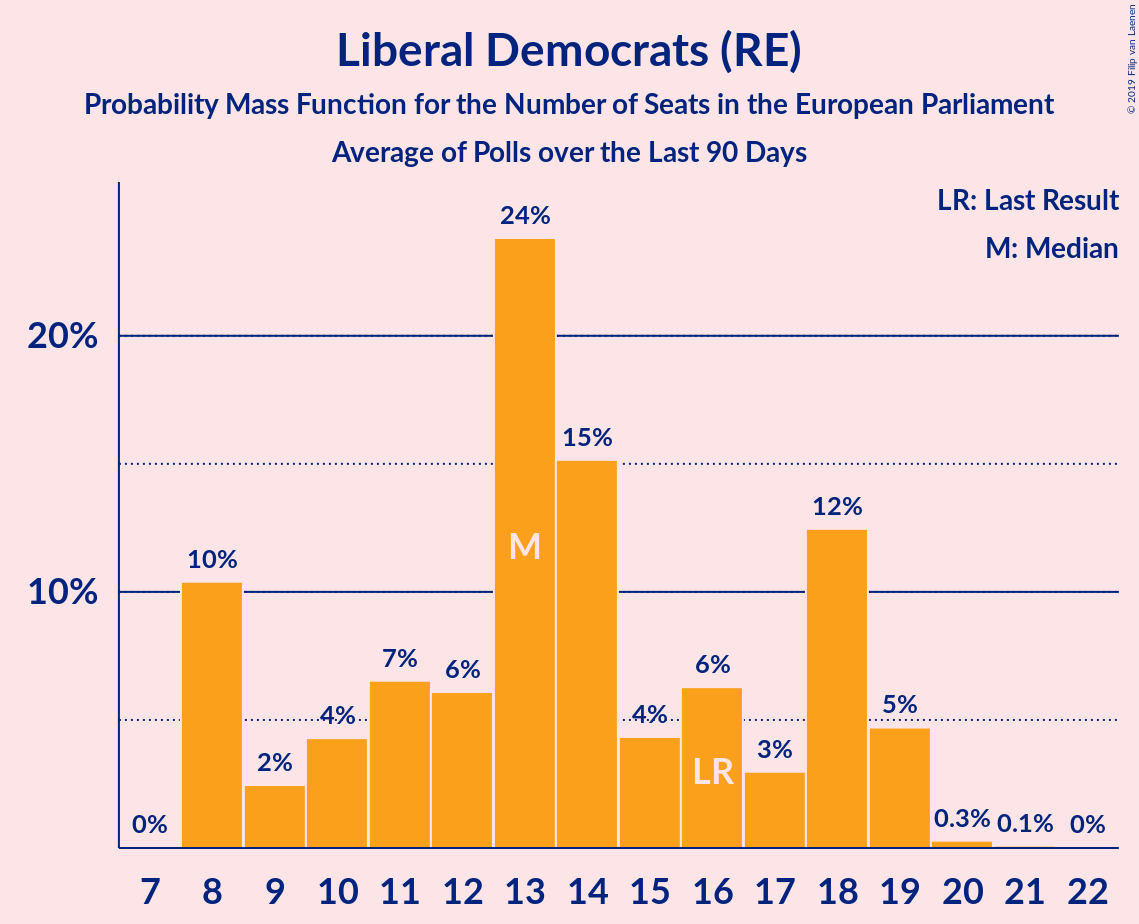 Liberal Democrats (RE)
Probability Mass Function for the Number of Seats in the European Parliament
Average of Polls over the Last 90 Days
© 2019 Filip van Laenen
LR: Last Result
M: Median
20%
10%
0%
10%
2%
4%
7%
6%
24%
15%
4%
6%
3%
12%
5%
0.3%
0.1%
0%
M
LR
7 8 9 10 11 12 13 14 15 16 17 18 19 20 21 22